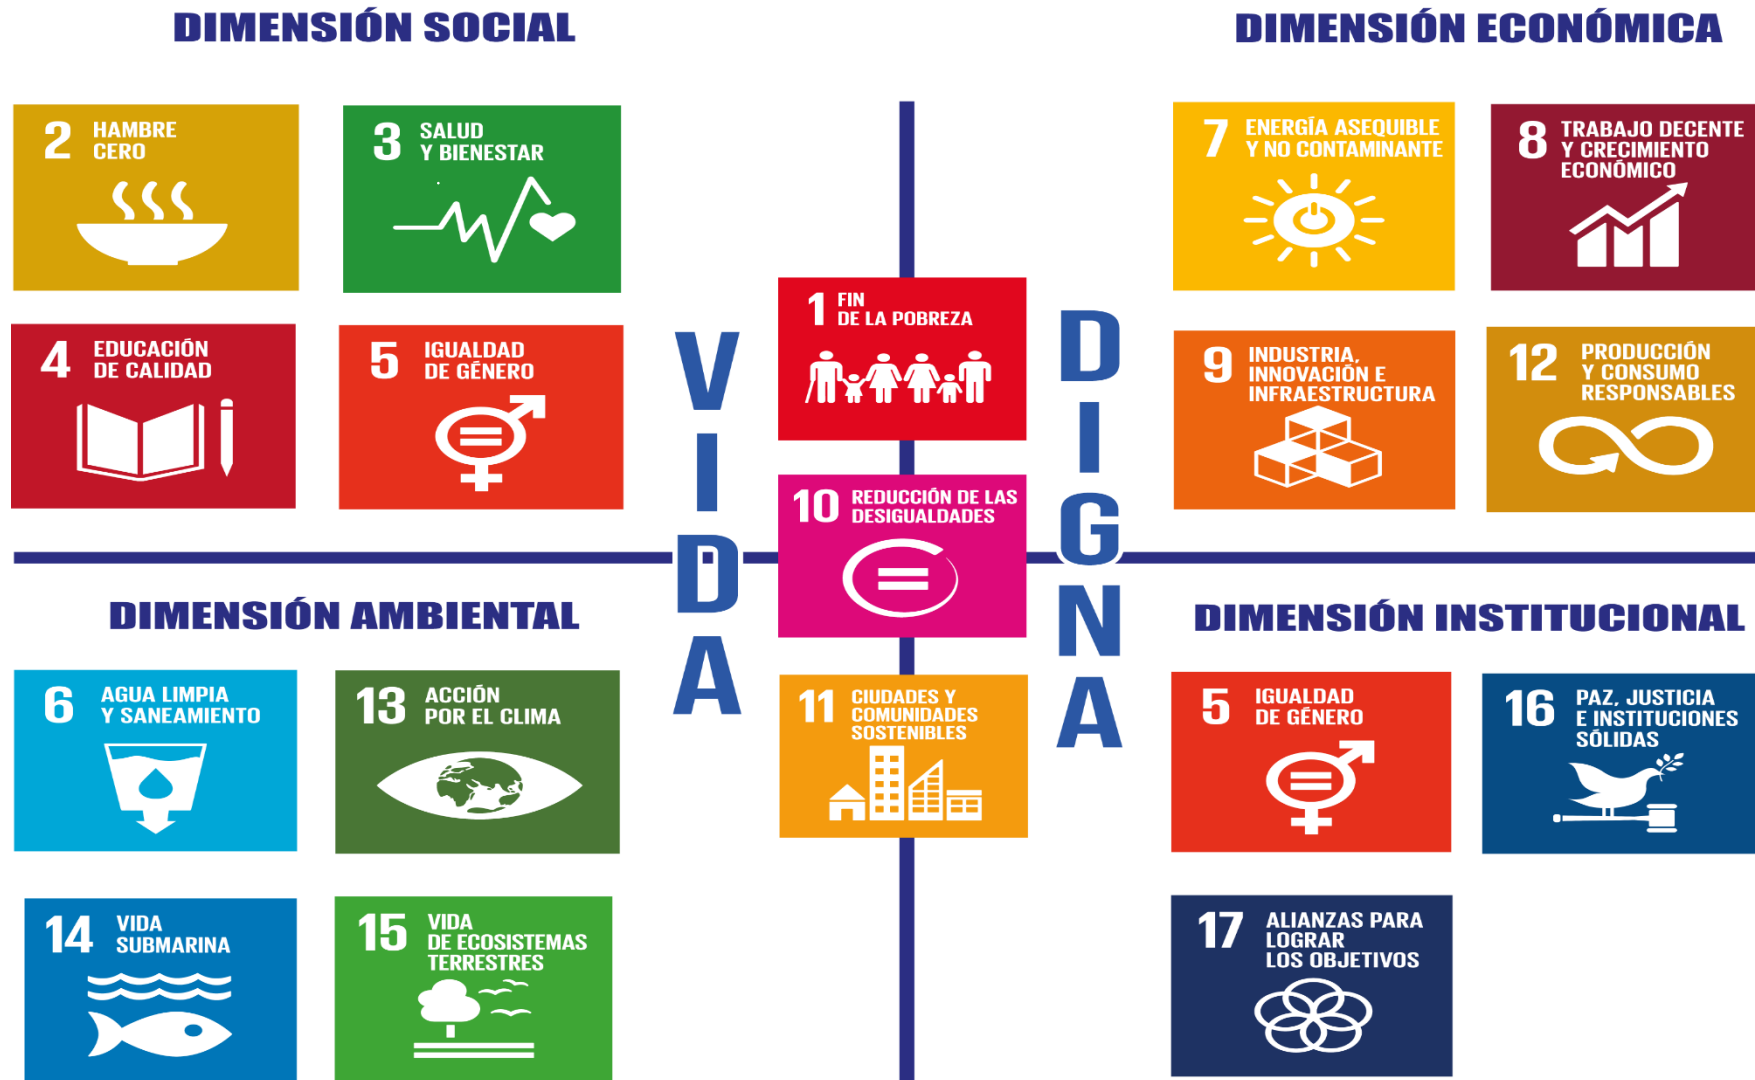 DIMENSIÓN SOCIAL
2 HAMBRE
CERO
3 SALUD
Y BIENESTAR
4 EDUCACIÓN
DE CALIDAD
5 IGUALDAD
DE GÉNERO
DIMENSIÓN ECONÓMICA
7 ENERGÍA ASEQUIBLE
Y NO CONTAMINANTE
8 TRABAJO DECENTE
Y CRECIMIENTO
ECONÓMICO
9 INDUSTRIA,
INNOVACIÓN E
INFRAESTRUCTURA
12 PRODUCCIÓN
Y CONSUMO
RESPONSABLES
VIDA
1 FIN
DE LA POBREZA
10 REDUCCIÓN DE LAS
DESIGUALDADES
11 CIUDADES Y
COMUNIDADES
SOSTENIBLES
DIGNA
DIMENSIÓN AMBIENTAL
6 AGUA LIMPIA
Y SANEAMIENTO
13 ACCIÓN
POR EL CLIMA
14 VIDA
SUBMARINA
15 VIDA
DE ECOSISTEMAS
TERRESTRES
DIMENSIÓN INSTITUCIONAL
5 IGUALDAD
DE GÉNERO
16 PAZ, JUSTICIA
E INSTITUCIONES
SÓLIDAS
17 ALIANZAS PARA
LOGRAR
LOS OBJETIVOS